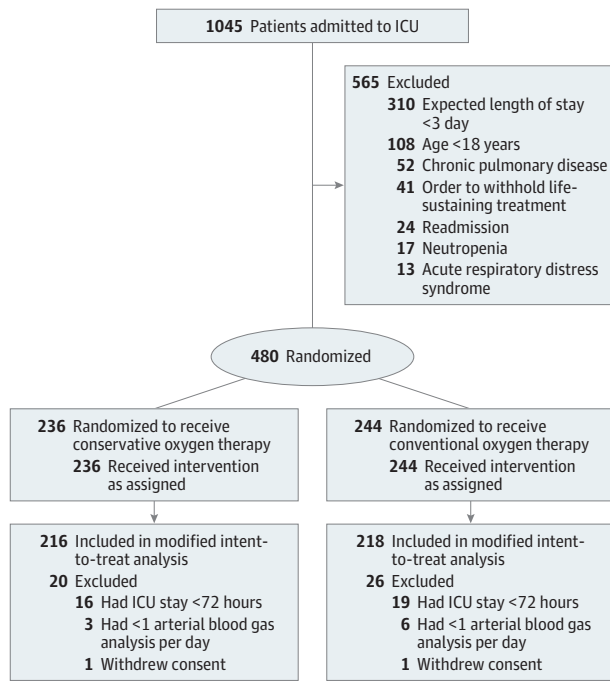 1045 Patients admitted to ICU
565 Excluded
310 Expected length of stay
<3 day
108 Age <18 years
52 Chronic pulmonary disease
41 Order to withhold life-
sustaining treatment
24 Readmission
17 Neutropenia
13 Acute respiratory distress
syndrome
480 Randomized
236 Randomized to receive
conservative oxygen therapy
236 Received intervention
as assigned
244 Randomized to receive
conventional oxygen therapy
244 Received intervention
as assigned
216 Included in modified intent-
to-treat analysis
20 Excluded
16 Had ICU stay <72 hours
3 Had <1 arterial blood gas
analysis per day
1 Withdrew consent
218 Included in modified intent-
to-treat analysis
26 Excluded
19 Had ICU stay <72 hours
6 Had <1 arterial blood gas
analysis per day
1 Withdrew consent